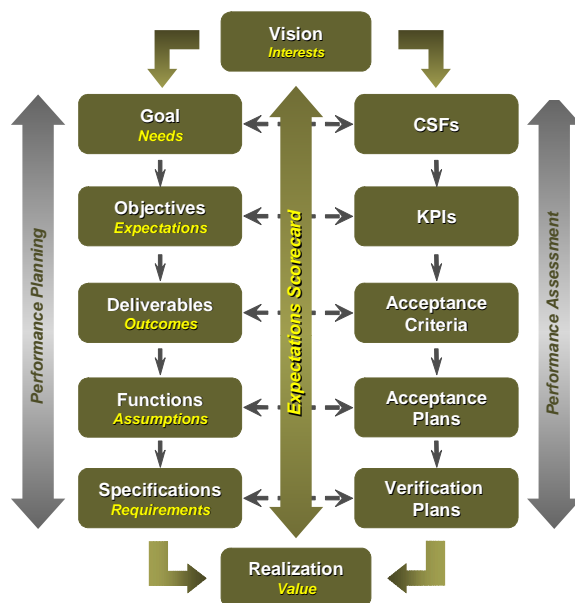 Vision
Interests
Goal
Needs
CSFs
Objectives
Expectations
KPIs
Deliverables
Outcomes
Acceptance
Criteria
Functions
Assumptions
Acceptance
Plans
Specifications
Requirements
Verification
Plans
Realization
Value
Performance Planning
Expectations Scorecard
Performance Assessment